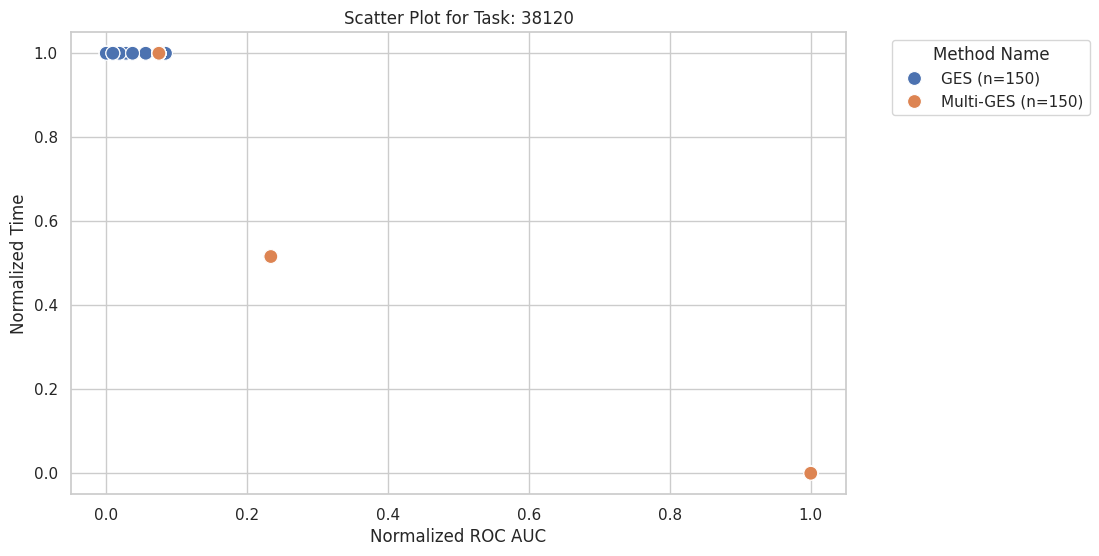 Scatter Plot for Task: 38120
Method Name
GES (n=150)
Multi-GES (n=150)
Normalized Time
1.0
0.8
0.6
0.4
0.2
0.0
0.0 0.2 0.4 0.6 0.8 1.0
Normalized ROC AUC